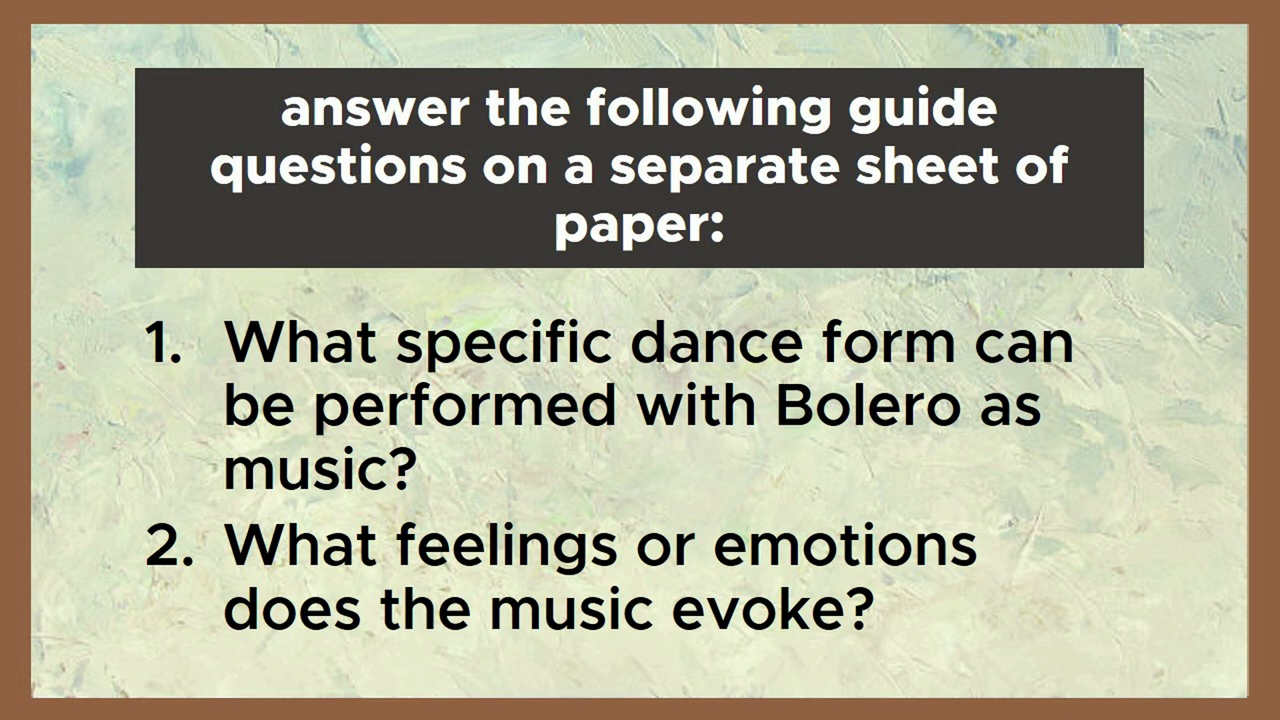 answer the following guide
questions on a separate sheet of
paper:
1. What specific dance form can
be performed with Bolero as
music?
2. What feelings or emotions
does the music evoke?